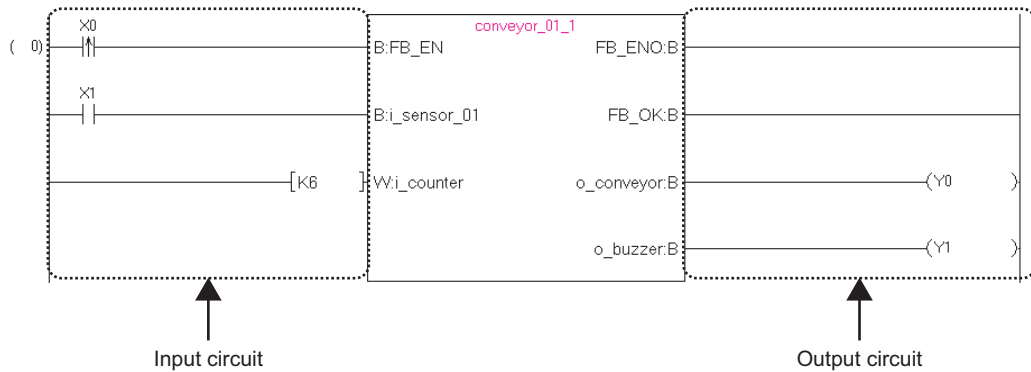 X0
conveyor_01_1
( 0)
B:FB_EN
FB_ENO:B
X1
B:i_sensor_01
FB_OK:B
[K6 ]
W:i_counter
o_conveyor:B
(Y0 )
o_buzzer:B
(Y1 )
Input circuit
Output circuit